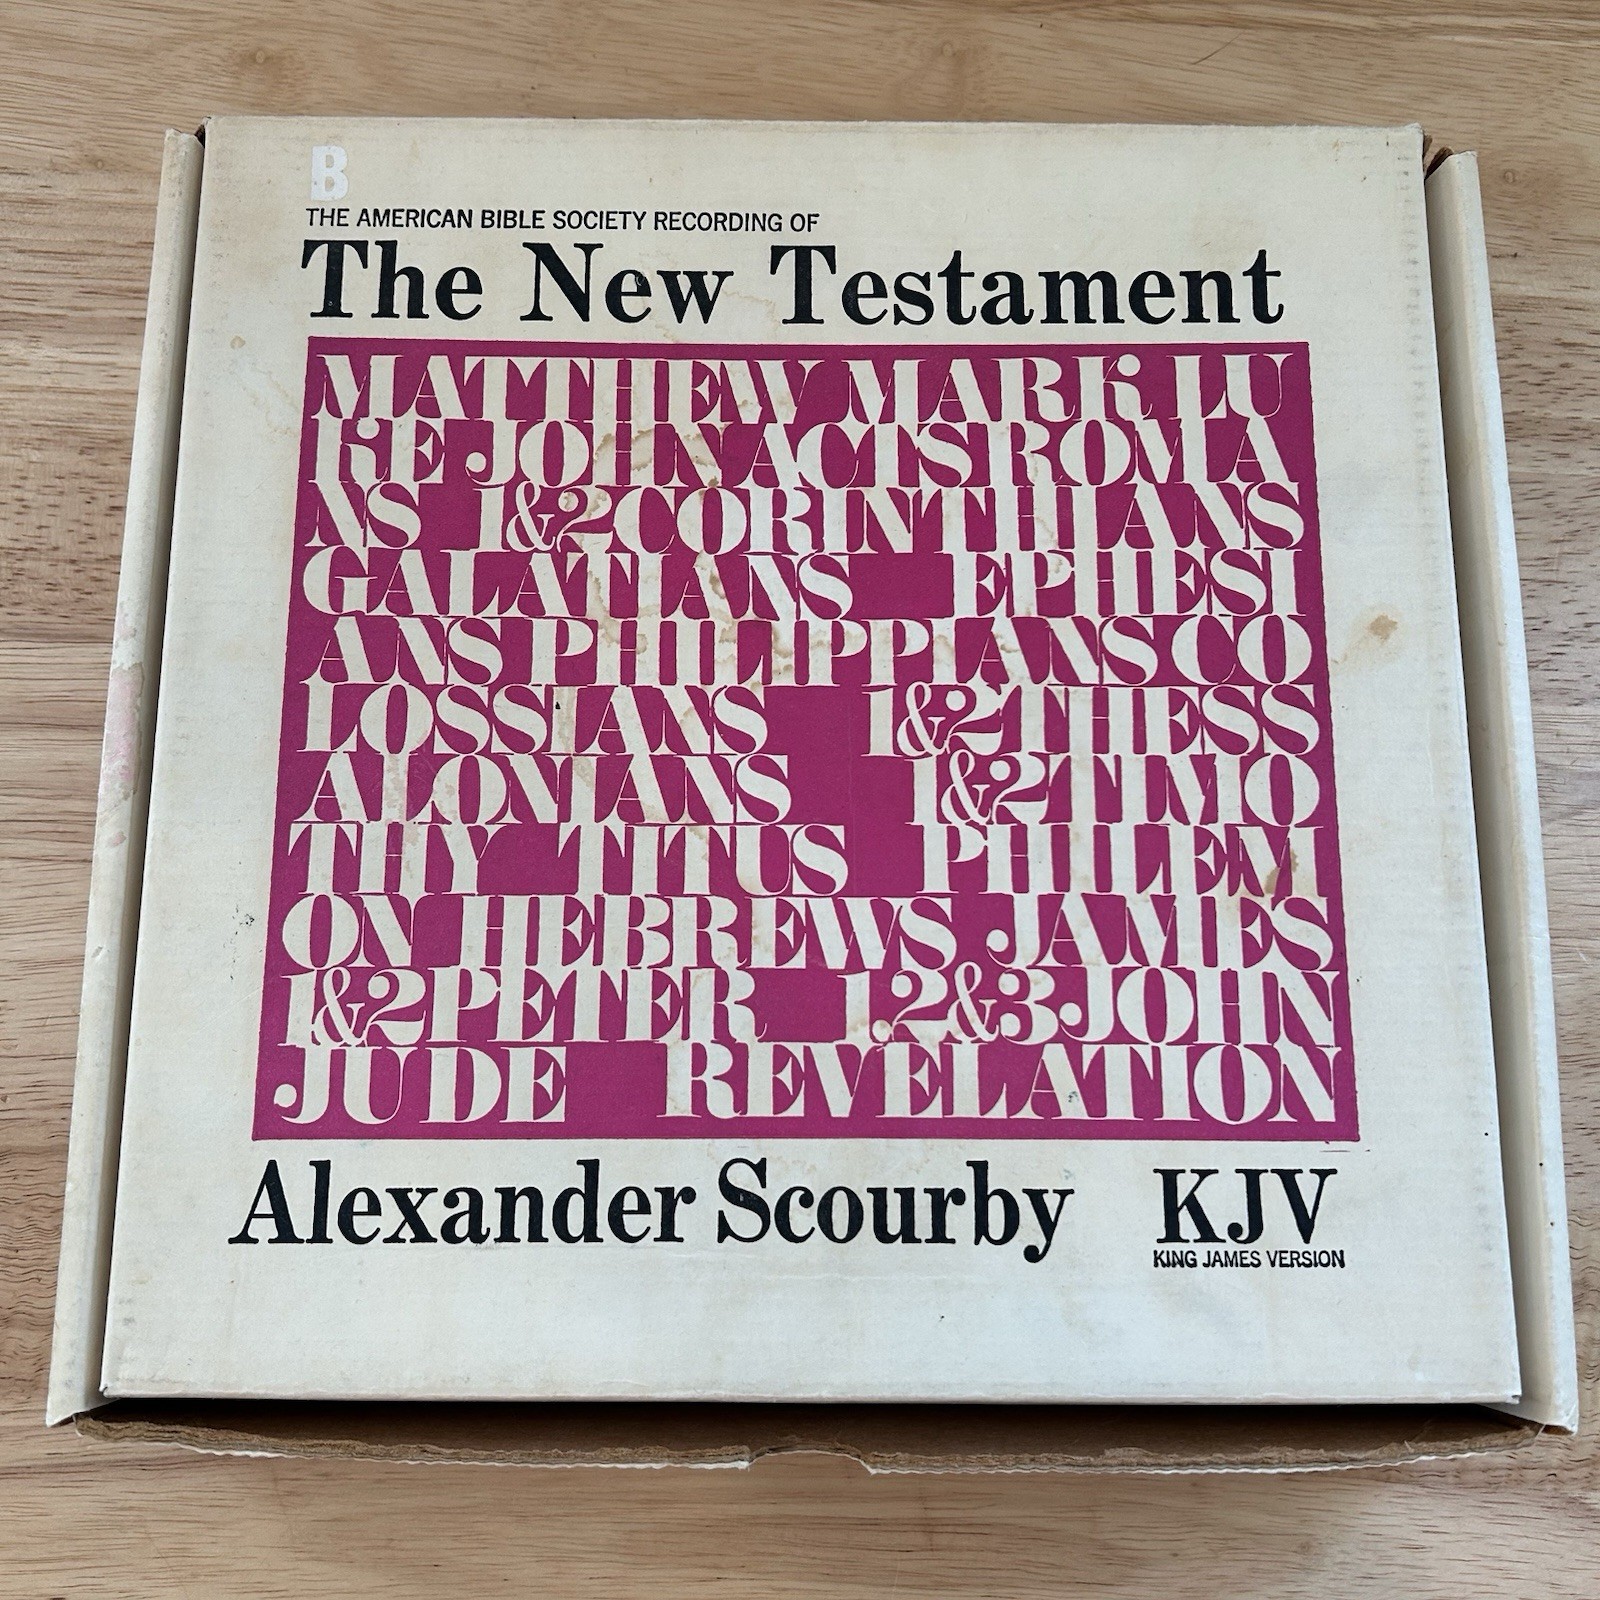 B
THE AMERICAN BIBLE SOCIETY RECORDING OF
The New Testament
MATTHEW MARK LU
KE JOHN ACTS ROMA
NS 1&2 CORINTHIANS
GALATIANS EPHESI
ANS PHILIPPIANS CO
LOSSIANS 1&2 THESS
ALONIANS 1&2 TIMO
THY TITUS PHILEM
ON HEBREWS JAMES
1&2 PETER 1,2&3 JOHN
JUDE REVELATION
Alexander Scourby KJV
KING JAMES VERSION